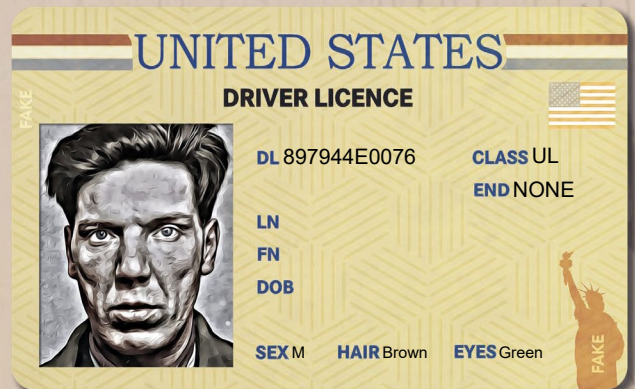 UNITED STATES
DRIVER LICENCE
FAKE
DL 897944E0076 CLASS UL
END NONE
LN
FN
DOB
SEX M HAIR Brown EYES Green
FAKE